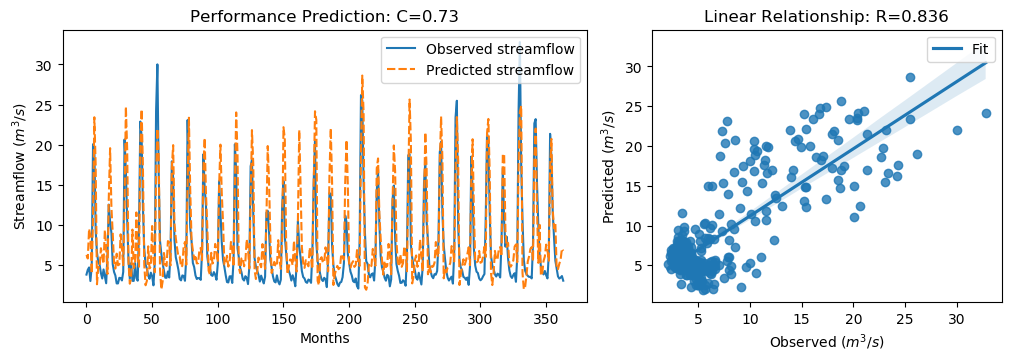 Performance Prediction: C=0.73
Streamflow (m³/s)
30
25
20
15
10
5
Observed streamflow
Predicted streamflow
0 50 100 150 200 250 300 350
Months
Linear Relationship: R=0.836
Predicted (m³/s)
30
25
20
15
10
5
Fit
5 10 15 20 25 30
Observed (m³/s)